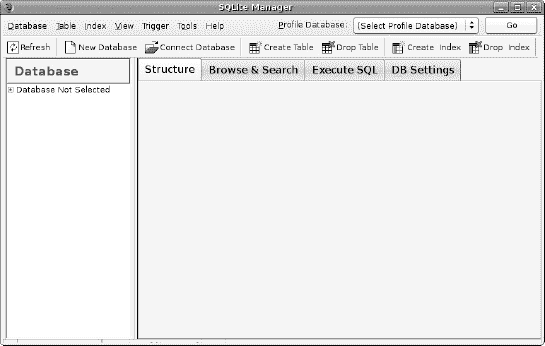 SQLite Manager
Database Table Index View Trigger Tools Help Profile Database: (Select Profile Database) Go
Refresh New Database Connect Database Create Table Drop Table Create Index Drop Index
Database
Structure Browse & Search Execute SQL DB Settings
Database Not Selected